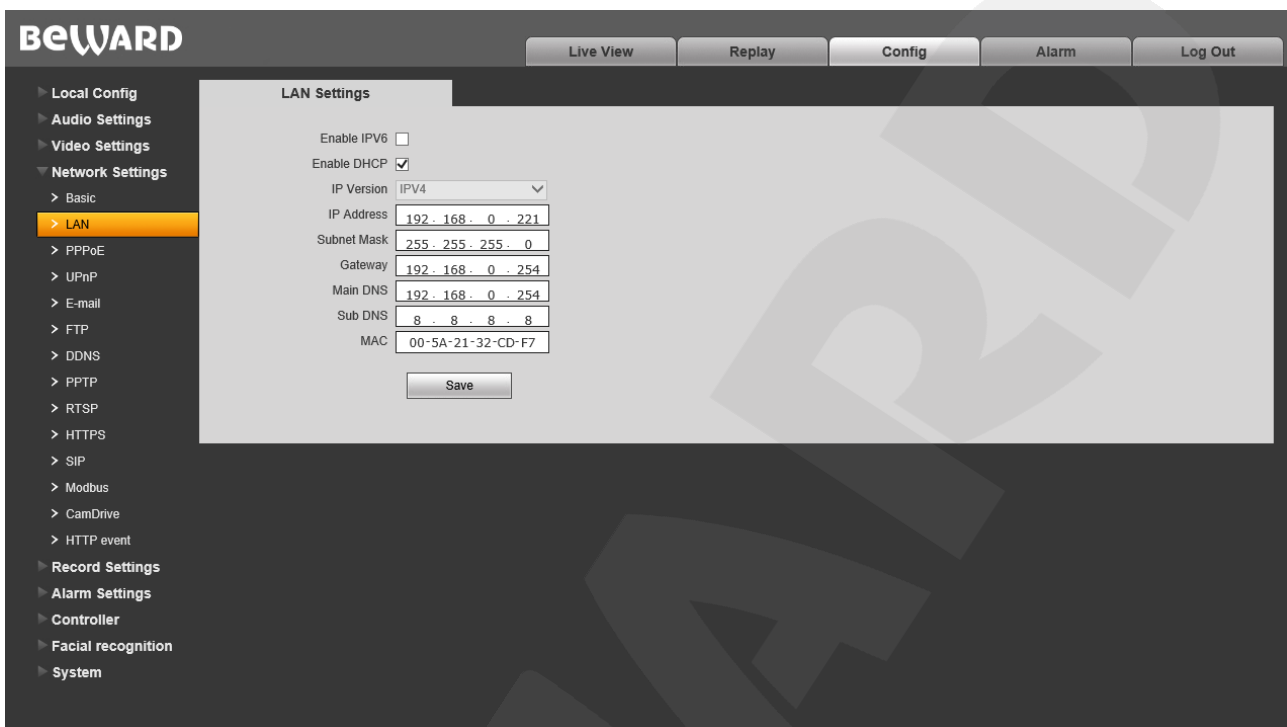 BEWARD
Live View
Replay
Config
Alarm
Log Out
Local Config
Audio Settings
Video Settings
Network Settings
> Basic
> LAN
> PPPoE
> UPnP
> E-mail
> FTP
> DDNS
> PPTP
> RTSP
> HTTPS
> SIP
> Modbus
> CamDrive
> HTTP event
Record Settings
Alarm Settings
Controller
Facial recognition
System
LAN Settings
Enable IPV6
Enable DHCP
IP Version IPV4
IP Address 192 . 168 . 0 . 221
Subnet Mask 255 . 255 . 255 . 0
Gateway 192 . 168 . 0 . 254
Main DNS 192 . 168 . 0 . 254
Sub DNS 8 . 8 . 8 . 8
MAC 00-5A-21-32-CD-F7
Save